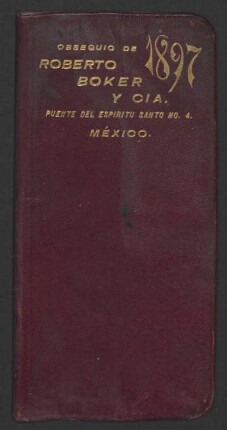 OBSEQUIO DE
1897
ROBERTO
BOKER
Y CIA.
PUENTE DEL ESPIRITU SANTO NO. 4.
MÉXICO.